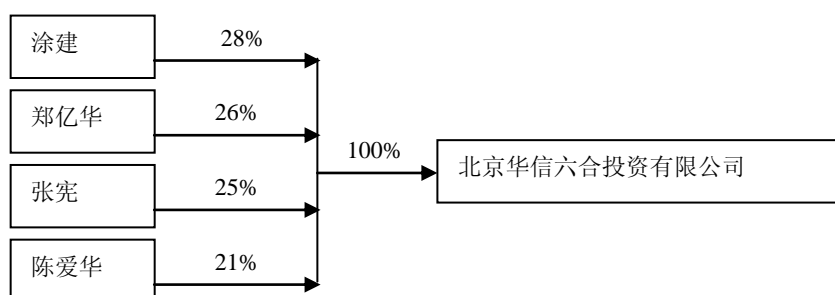 涂建
28%
郑亿华
26%
100%
北京华信六合投资有限公司
张宪
25%
陈爱华
21%